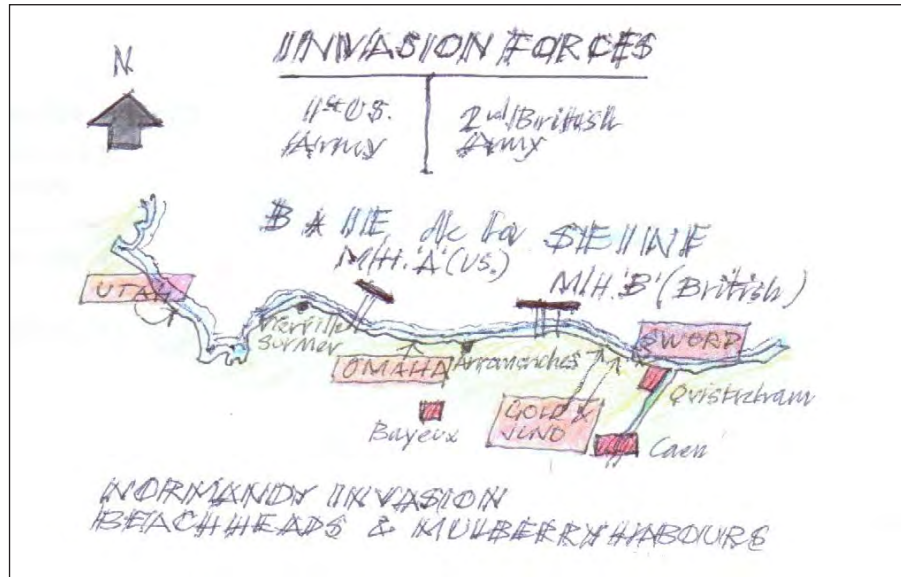 INVASION FORCES
N
1st US.
Army
2nd British
Army
BAIE de la SEINE
M/H.'A'(US.)
M/H.'B'(British)
UTAH
Vierville
surmer
OMAHA
Arromanches
SWORD
GOLD &
JUNO
Ouistreham
Bayeux
Caen
NORMANDY INVASION
BEACHHEADS & MULBERRY HABOURS